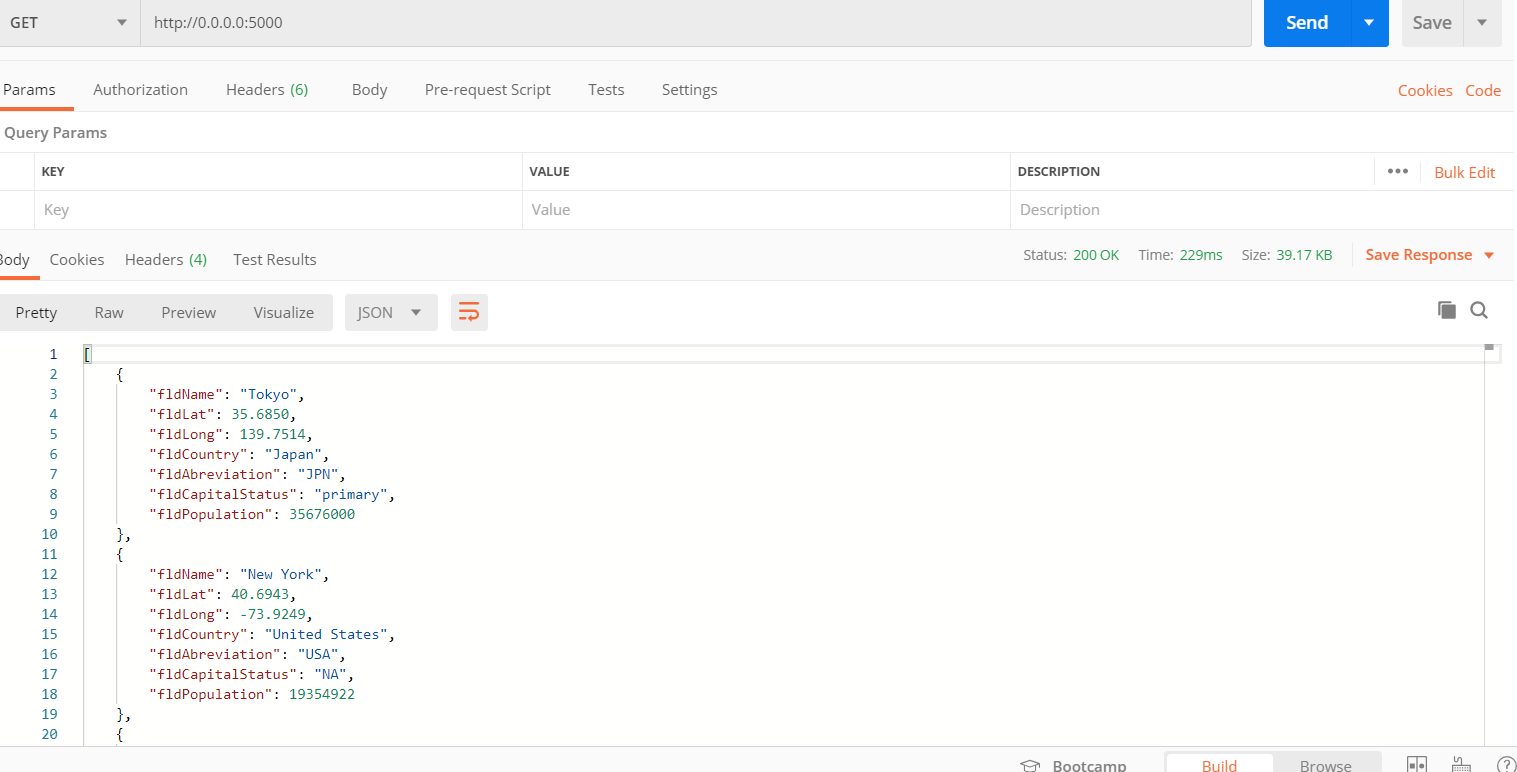 GET http://0.0.0.0:5000 Send Save
Params Authorization Headers (6) Body Pre-request Script Tests Settings Cookies Code
Query Params
KEY VALUE DESCRIPTION ••• Bulk Edit
Key Value Description
Body Cookies Headers (4) Test Results Status: 200 OK Time: 229ms Size: 39.17 KB Save Response
Pretty Raw Preview Visualize JSON
1 [
2 {
3 "fldName": "Tokyo",
4 "fldLat": 35.6850,
5 "fldLong": 139.7514,
6 "fldCountry": "Japan",
7 "fldAbreviation": "JPN",
8 "fldCapitalStatus": "primary",
9 "fldPopulation": 35676000
10 },
11 {
12 "fldName": "New York",
13 "fldLat": 40.6943,
14 "fldLong": -73.9249,
15 "fldCountry": "United States",
16 "fldAbreviation": "USA",
17 "fldCapitalStatus": "NA",
18 "fldPopulation": 19354922
19 },
20 {
Bootcamp Build Browse